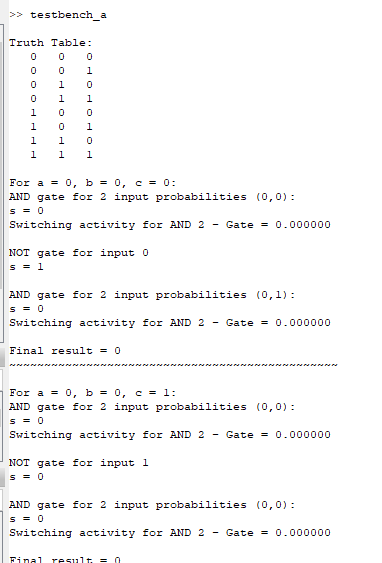 >> testbench_a
Truth Table:
0 0 0
0 0 1
0 1 0
0 1 1
1 0 0
1 0 1
1 1 0
1 1 1
For a = 0, b = 0, c = 0:
AND gate for 2 input probabilities (0,0):
s = 0
Switching activity for AND 2 - Gate = 0.000000
NOT gate for input 0
s = 1
AND gate for 2 input probabilities (0,1):
s = 0
Switching activity for AND 2 - Gate = 0.000000
Final result = 0
~~~~~~~~~~~~~~~~~~~~~~~~~~~~~~~~~~~~~~~~~~~~~~~
For a = 0, b = 0, c = 1:
AND gate for 2 input probabilities (0,0):
s = 0
Switching activity for AND 2 - Gate = 0.000000
NOT gate for input 1
s = 0
AND gate for 2 input probabilities (0,0):
s = 0
Switching activity for AND 2 - Gate = 0.000000
Final result = 0